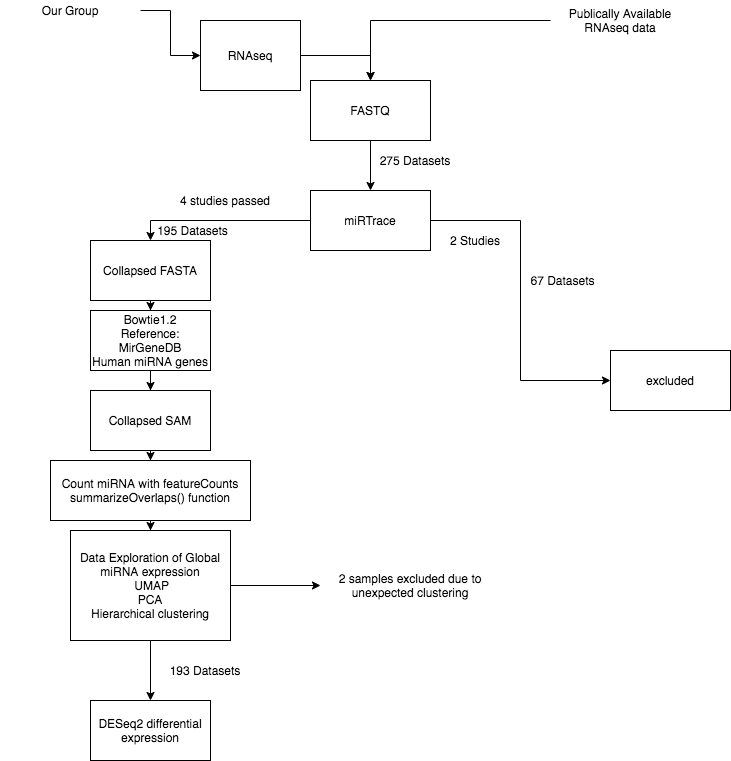 Our Group
Publically Available
RNAseq data
RNAseq
FASTQ
275 Datasets
miRTrace
4 studies passed
195 Datasets
2 Studies
67 Datasets
Collapsed FASTA
Bowtie1.2
Reference:
MirGeneDB
Human miRNA genes
excluded
Collapsed SAM
Count miRNA with featureCounts
summarizeOverlaps() function
Data Exploration of Global
miRNA expression
UMAP
PCA
Hierarchical clustering
2 samples excluded due to
unexpected clustering
193 Datasets
DESeq2 differential
expression